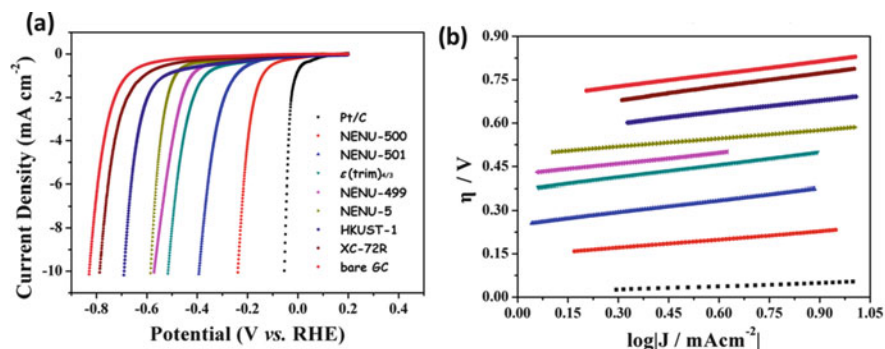 (a)
0
-2
-4
-6
-8
-10
Current Density (mA cm⁻²)
-0.8 -0.6 -0.4 -0.2 0.0 0.2 0.4
Potential (V vs. RHE)
Pt/C
NENU-500
NENU-501
ε(trim)₄/₃
NENU-499
NENU-5
HKUST-1
XC-72R
bare GC
(b)
0.75
0.60
0.45
0.30
0.15
0.00
η / V
0.00 0.15 0.30 0.45 0.60 0.75 0.90 1.05
log|J / mAcm⁻²|